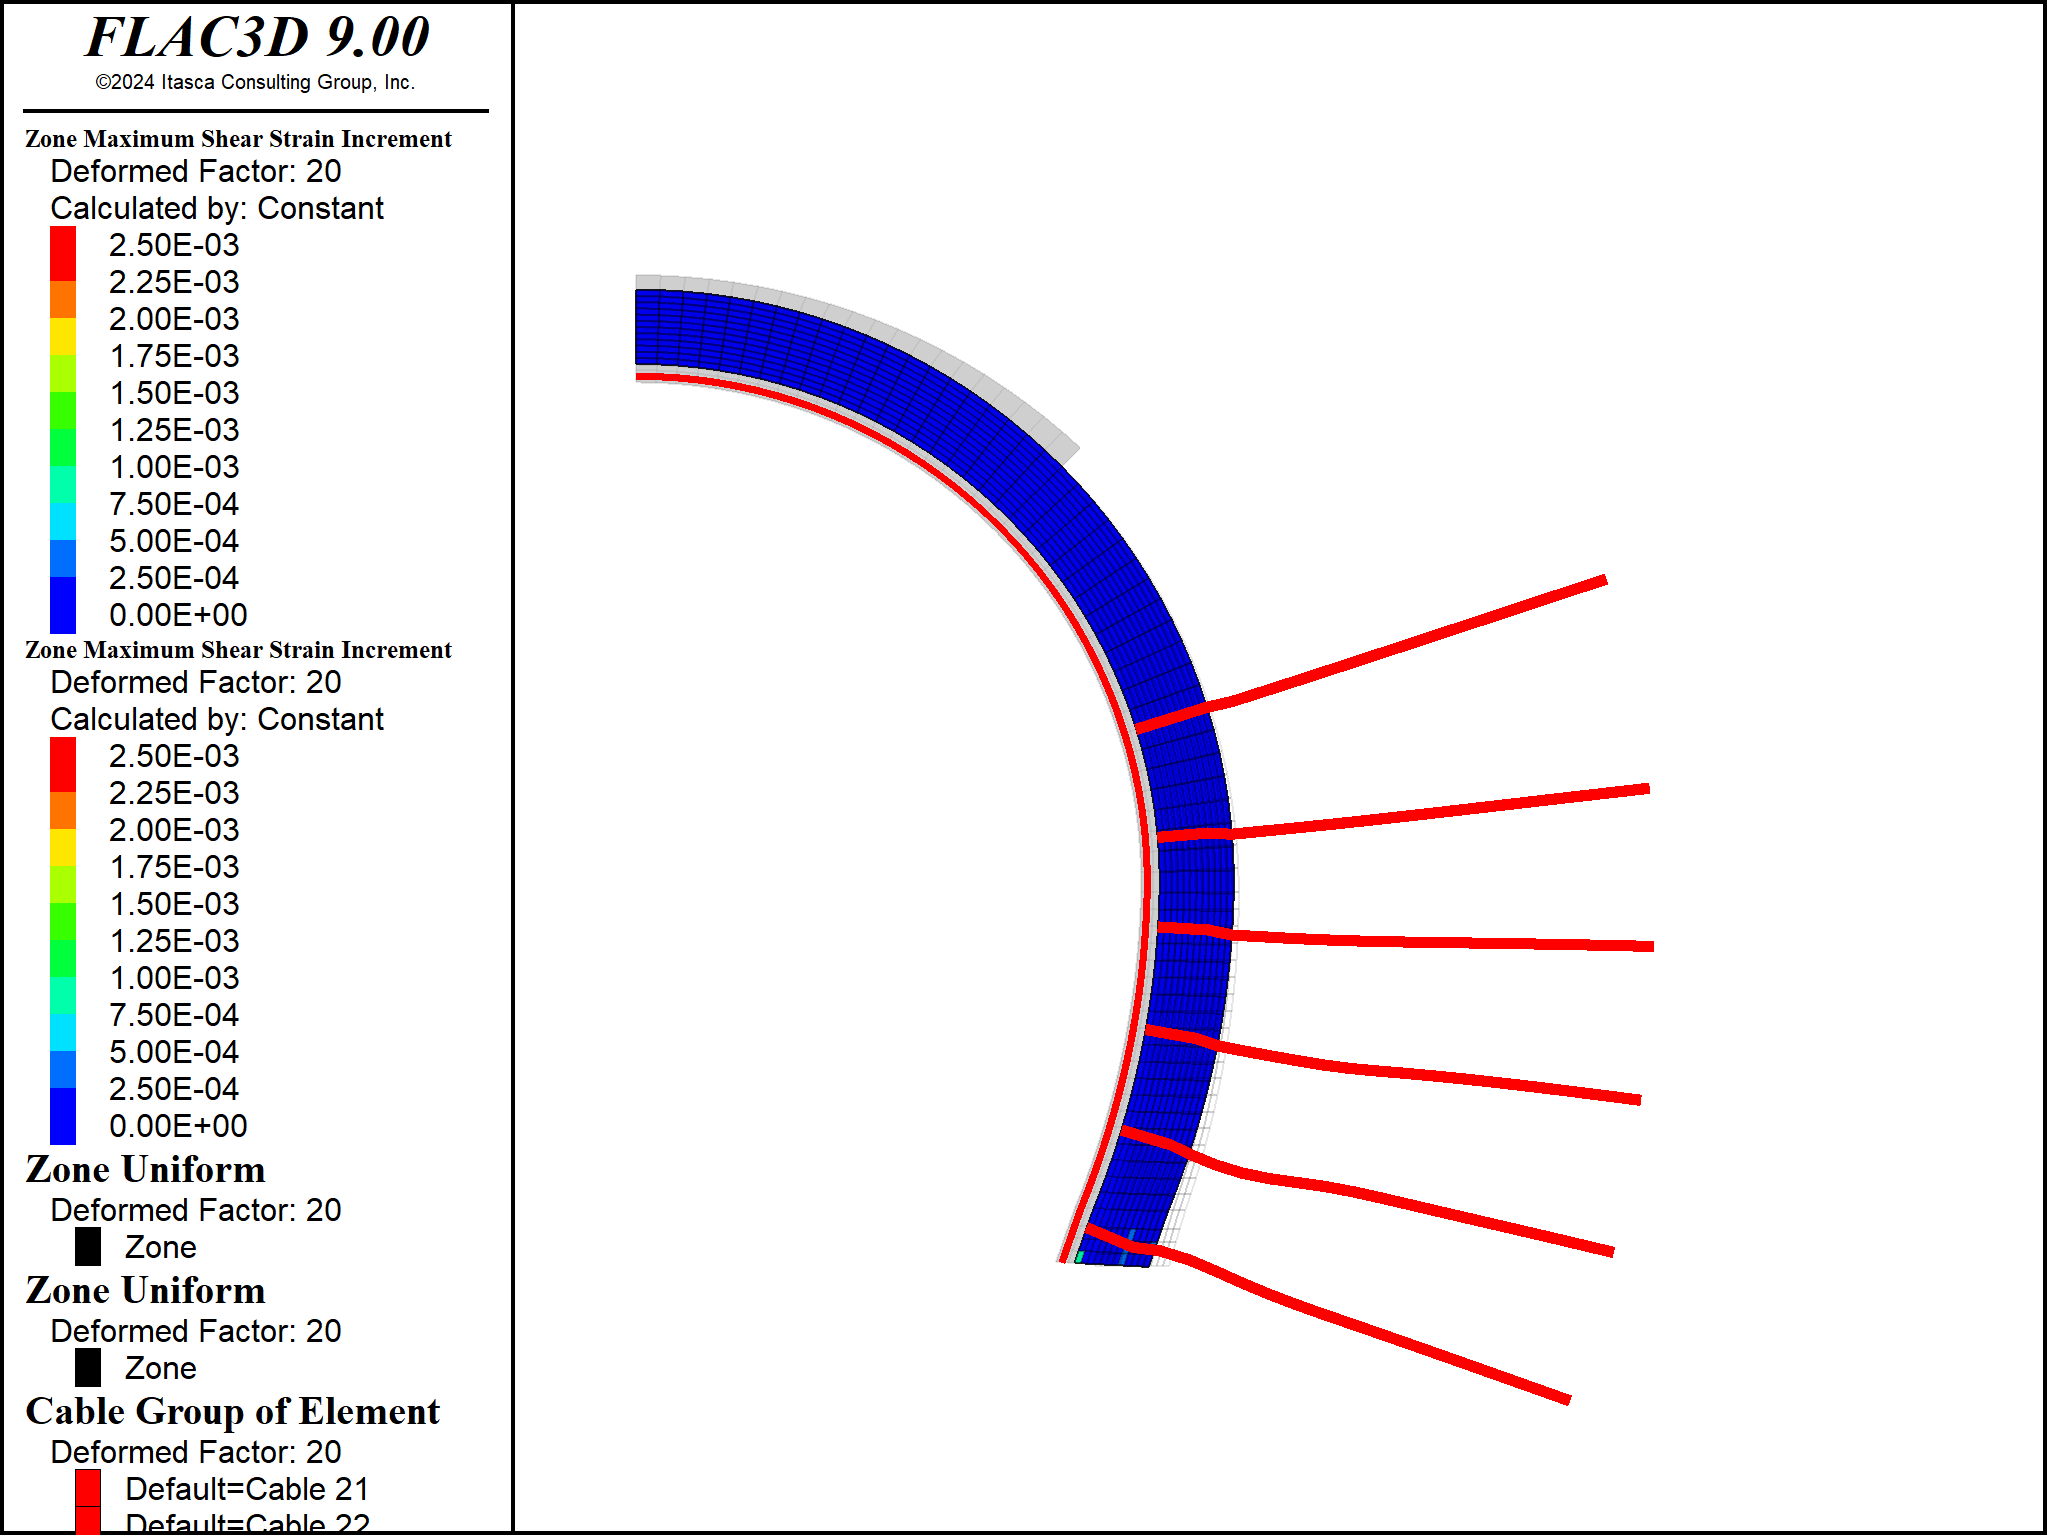 FLAC3D 9.00
©2024 Itasca Consulting Group, Inc.
Zone Maximum Shear Strain Increment
Deformed Factor: 20
Calculated by: Constant
2.50E-03
2.25E-03
2.00E-03
1.75E-03
1.50E-03
1.25E-03
1.00E-03
7.50E-04
5.00E-04
2.50E-04
0.00E+00
Zone Maximum Shear Strain Increment
Deformed Factor: 20
Calculated by: Constant
2.50E-03
2.25E-03
2.00E-03
1.75E-03
1.50E-03
1.25E-03
1.00E-03
7.50E-04
5.00E-04
2.50E-04
0.00E+00
Zone Uniform
Deformed Factor: 20
Zone
Zone Uniform
Deformed Factor: 20
Zone
Cable Group of Element
Deformed Factor: 20
Default=Cable 21
Default=Cable 22